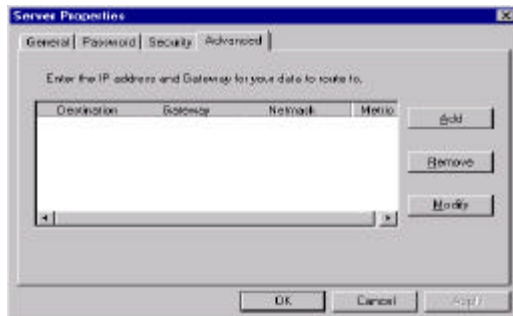 Server Properties
General Password Security Advanced
Enter the IP address and Gateway for your data to route to.
Destination Gateway Netmask Metric
Add
Remove
Modify
OK Cancel Apply